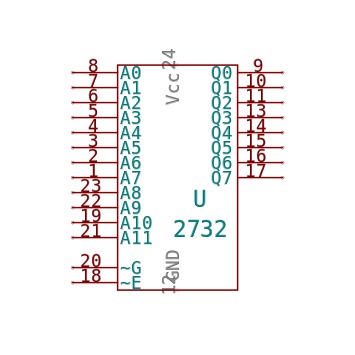 24
Vcc
8 A0 Q0 9
7 A1 Q1 10
6 A2 Q2 11
5 A3 Q3 13
4 A4 Q4 14
3 A5 Q5 15
2 A6 Q6 16
1 A7 Q7 17
23 A8
22 A9
19 A10
21 A11
U
2732
20 ~G
18 ~E
GND
12